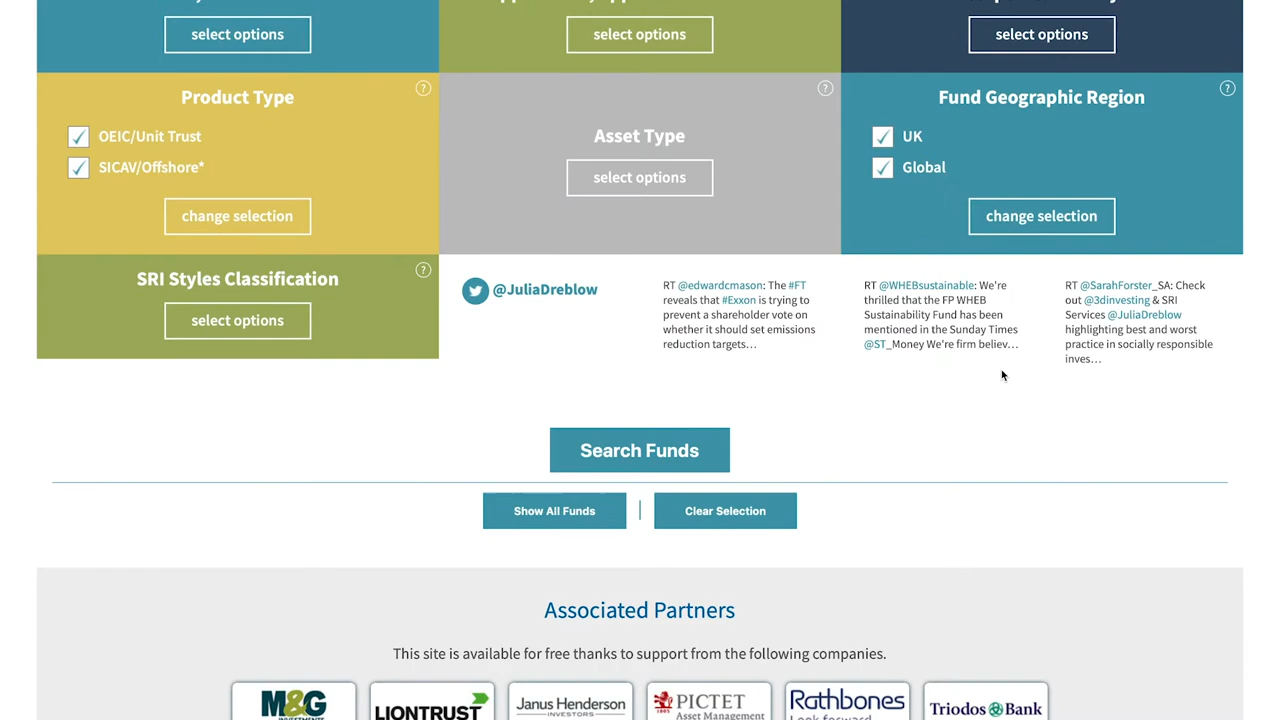 select options
select options
select options
Product Type
?
OEIC/Unit Trust
SICAV/Offshore*
change selection
Asset Type
?
select options
Fund Geographic Region
?
UK
Global
change selection
SRI Styles Classification
?
select options
@JuliaDreblow
RT @edwardcmason: The #FT
reveals that #Exxon is trying to
prevent a shareholder vote on
whether it should set emissions
reduction targets…
RT @WHEBsustainable: We're
thrilled that the FP WHEB
Sustainability Fund has been
mentioned in the Sunday Times
@ST_Money We're firm believ…
RT @SarahForster_SA: Check
out @3dinvesting & SRI
Services @JuliaDreblow
highlighting best and worst
practice in socially responsible
inves…
Search Funds
Show All Funds
Clear Selection
Associated Partners
This site is available for free thanks to support from the following companies.
M&G
INVESTMENTS
LIONTRUST
Janus Henderson
INVESTORS
PICTET
1805
Asset Management
Rathbones
Look forward
Triodos Bank